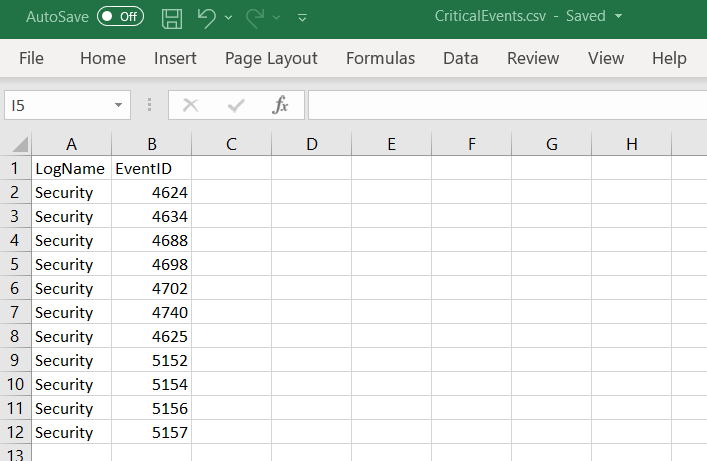 AutoSave Off CriticalEvents.csv - Saved
File Home Insert Page Layout Formulas Data Review View Help
I5 fx
A B C D E F G H
1 LogName EventID
2 Security 4624
3 Security 4634
4 Security 4688
5 Security 4698
6 Security 4702
7 Security 4740
8 Security 4625
9 Security 5152
10 Security 5154
11 Security 5156
12 Security 5157
13